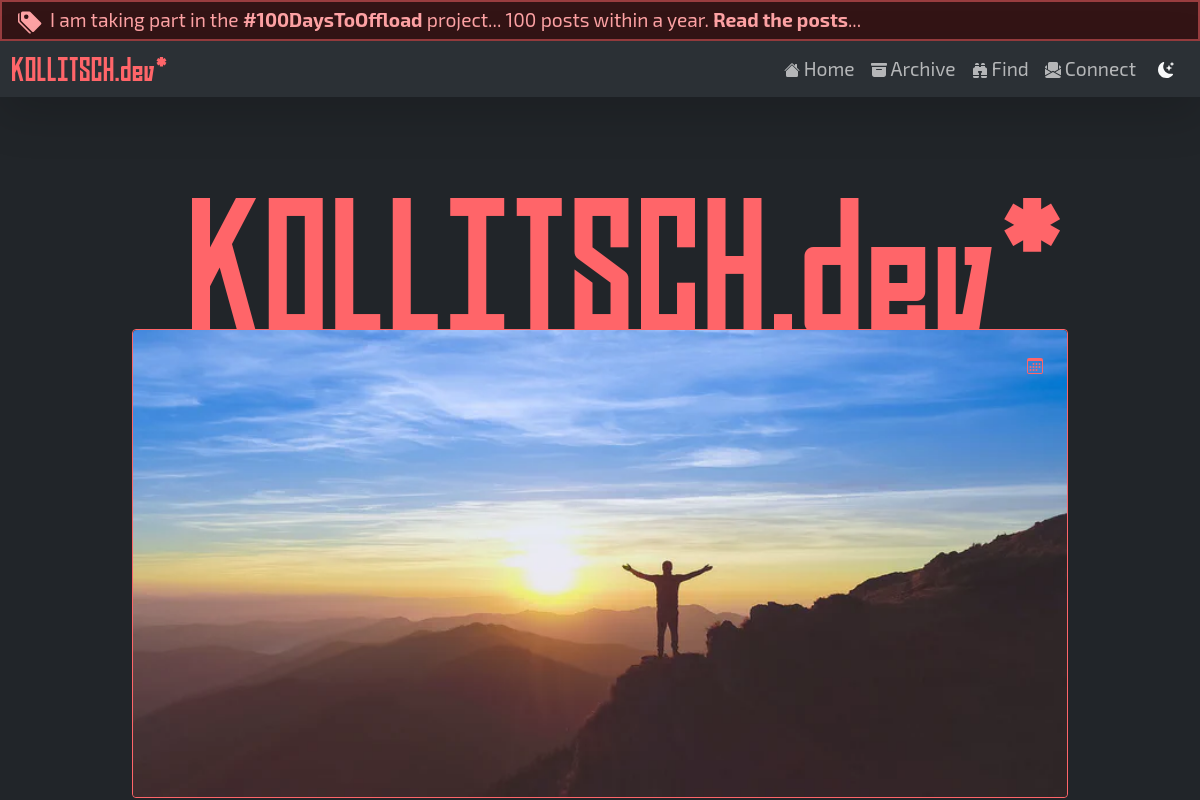 I am taking part in the #100DaysToOffload project... 100 posts within a year. Read the posts...
KOLLITSCH.dev*
Home
Archive
Find
Connect
KOLLITSCH.dev*